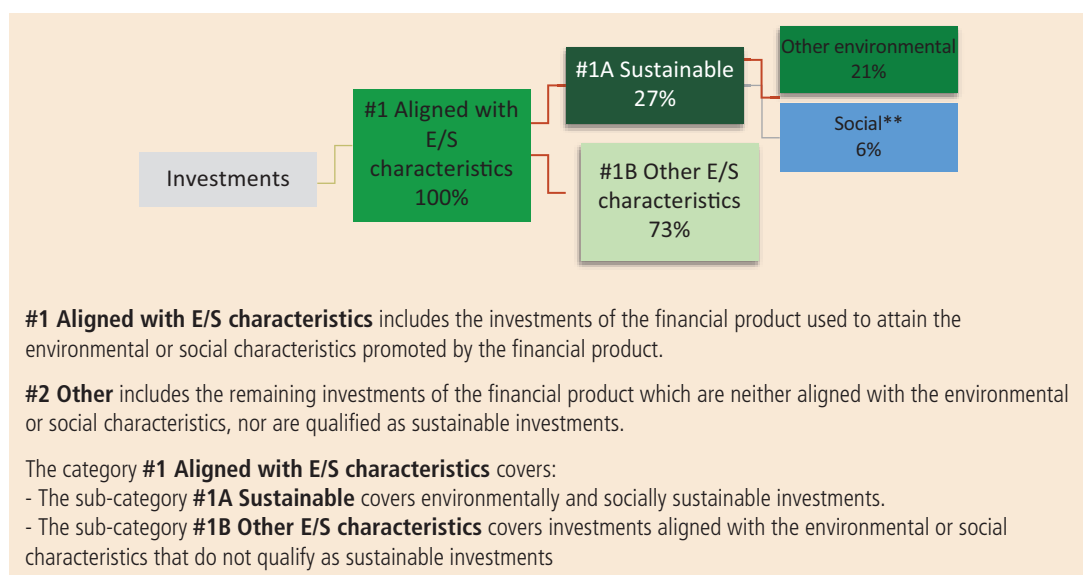 Investments
#1 Aligned with
E/S
characteristics
100%
#1A Sustainable
27%
Other environmental
21%
Social**
6%
#1B Other E/S
characteristics
73%
#1 Aligned with E/S characteristics includes the investments of the financial product used to attain the
environmental or social characteristics promoted by the financial product.
#2 Other includes the remaining investments of the financial product which are neither aligned with the environmental
or social characteristics, nor are qualified as sustainable investments.
The category #1 Aligned with E/S characteristics covers:
- The sub-category #1A Sustainable covers environmentally and socially sustainable investments.
- The sub-category #1B Other E/S characteristics covers investments aligned with the environmental or social
characteristics that do not qualify as sustainable investments